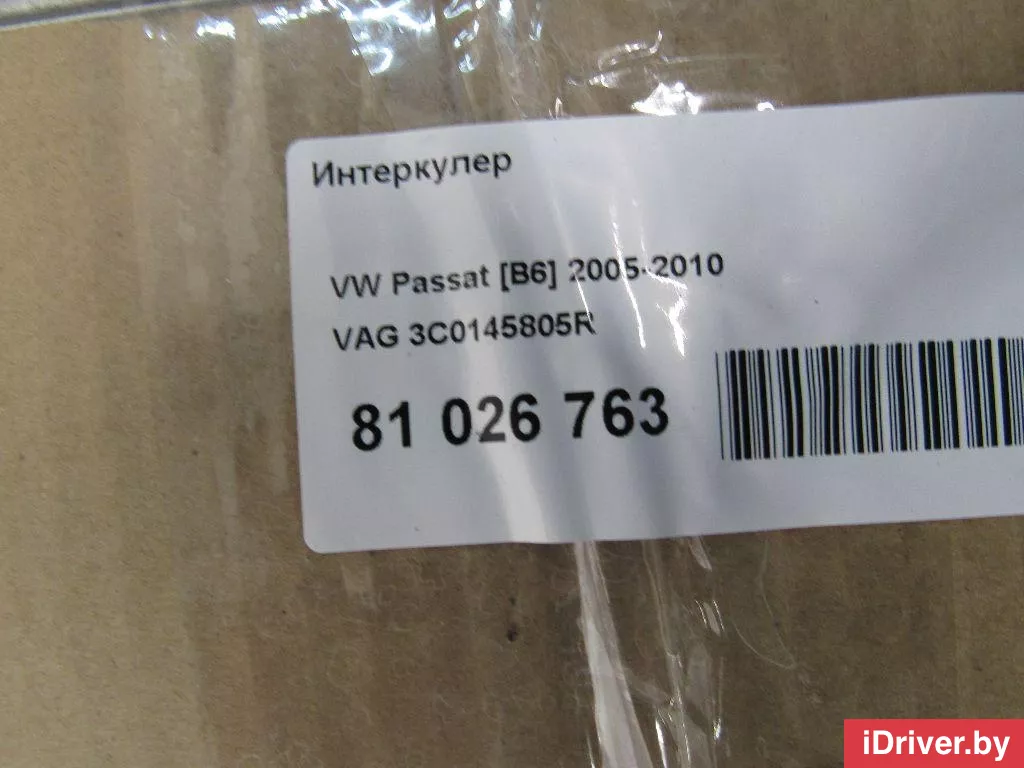 Интеркулер
VW Passat [B6] 2005-2010
VAG 3C0145805R
81 026 763
iDriver.by